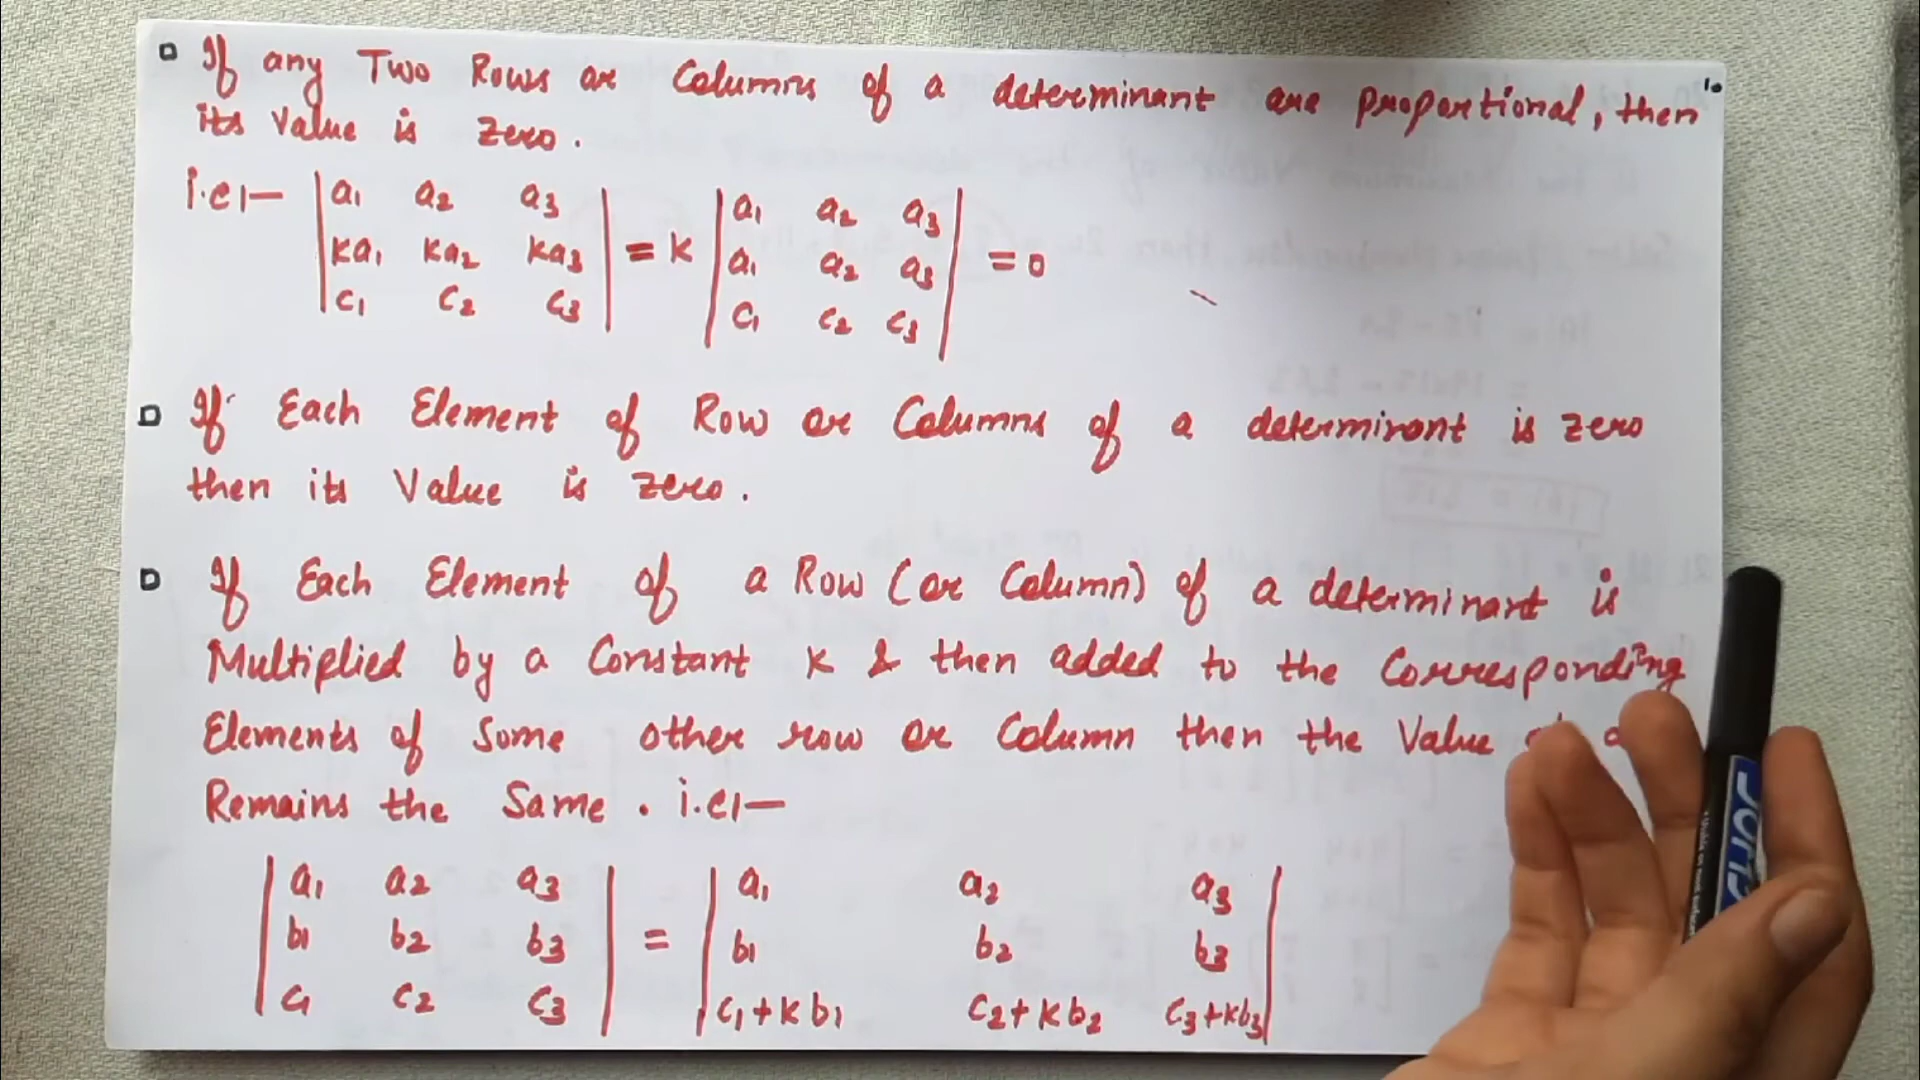 If any Two Rows or Columns of a determinant are proportional, then
its Value is zero.
i.e:-
| a1 a2 a3 |
| ka1 ka2 ka3 | = k
| c1 c2 c3 |
| a1 a2 a3 |
| a1 a2 a3 | = 0
| c1 c2 c3 |
If Each Element of Row or Columns of a determinant is zero
then its Value is zero.
If Each Element of a Row (or Column) of a determinant is
Multiplied by a Constant K & then added to the Corresponding
Elements of Some other row or Column then the Value
Remains the Same. i.e:-
| a1 a2 a3 |
| b1 b2 b3 | =
| c1 c2 c3 |
| a1 a2 a3 |
| b1 b2 b3 |
| c1+kb1 c2+kb2 c3+kb3 |